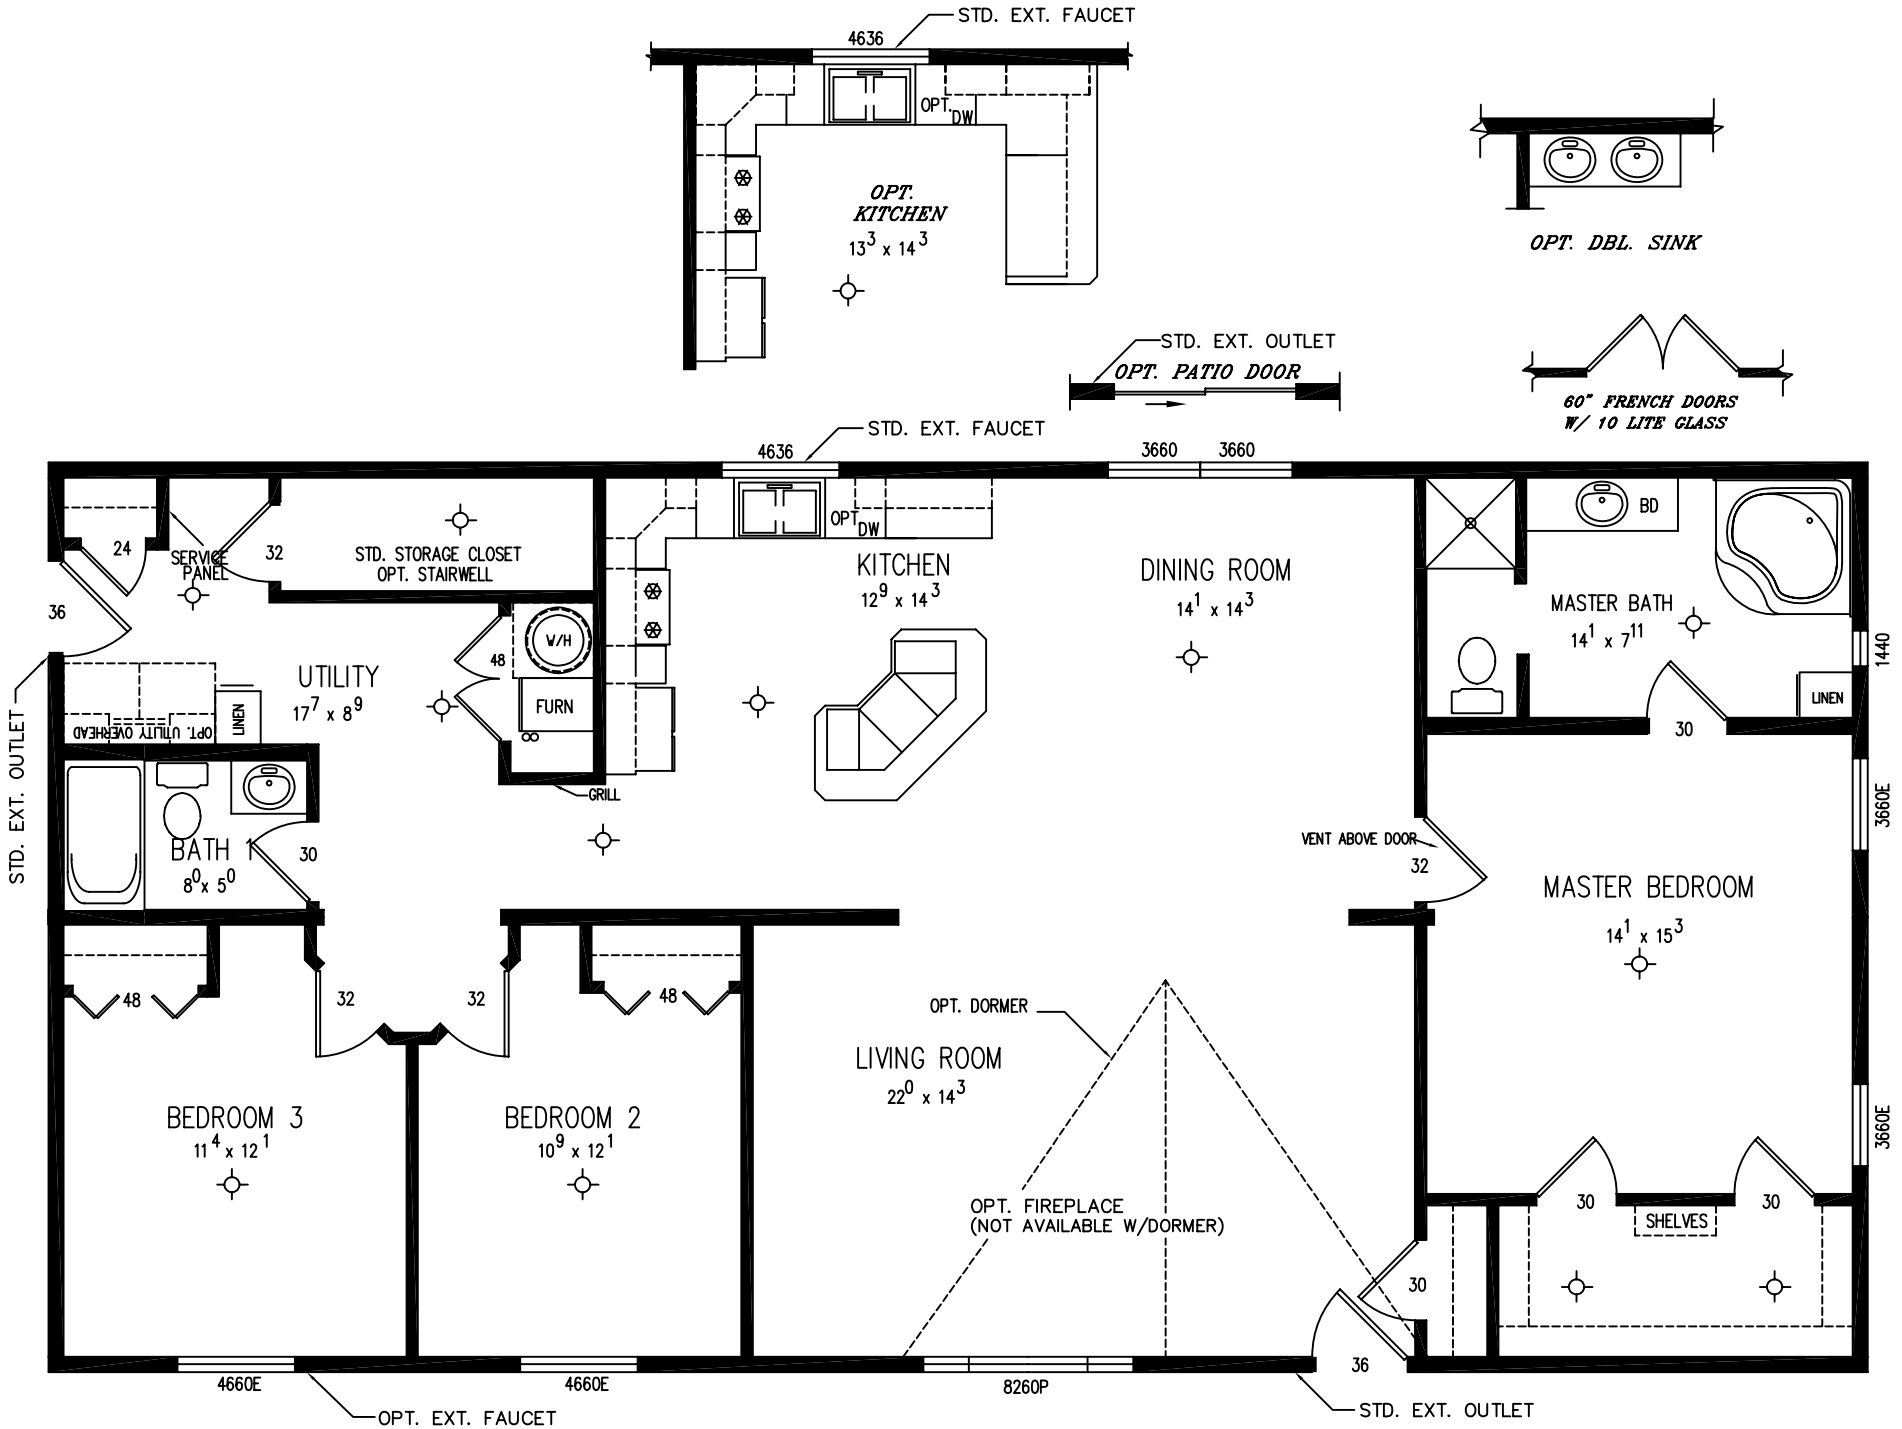 STD. EXT. FAUCET
4636
OPT.
DW
OPT.
KITCHEN
13³ x 14³
OPT. DBL. SINK
STD. EXT. OUTLET
OPT. PATIO DOOR
60" FRENCH DOORS
W/ 10 LITE GLASS
STD. EXT. FAUCET
4636
3660
3660
24
SERVICE
PANEL
32
STD. STORAGE CLOSET
OPT. STAIRWELL
OPT.
DW
KITCHEN
12⁹ x 14³
DINING ROOM
14¹ x 14³
BD
MASTER BATH
14¹ x 7¹¹
1440
LINEN
30
36
STD. EXT. OUTLET
UTILITY
17⁷ x 8⁹
OPT. UTILITY OVERHEAD
LINEN
W/H
48
FURN
GRILL
BATH 1
8⁰ x 5⁰
30
VENT ABOVE DOOR
32
3660E
MASTER BEDROOM
14¹ x 15³
48
32
32
48
OPT. DORMER
LIVING ROOM
22⁰ x 14³
BEDROOM 3
11⁴ x 12¹
BEDROOM 2
10⁹ x 12¹
3660E
OPT. FIREPLACE
(NOT AVAILABLE W/DORMER)
30
SHELVES
30
30
36
4660E
4660E
8260P
OPT. EXT. FAUCET
STD. EXT. OUTLET